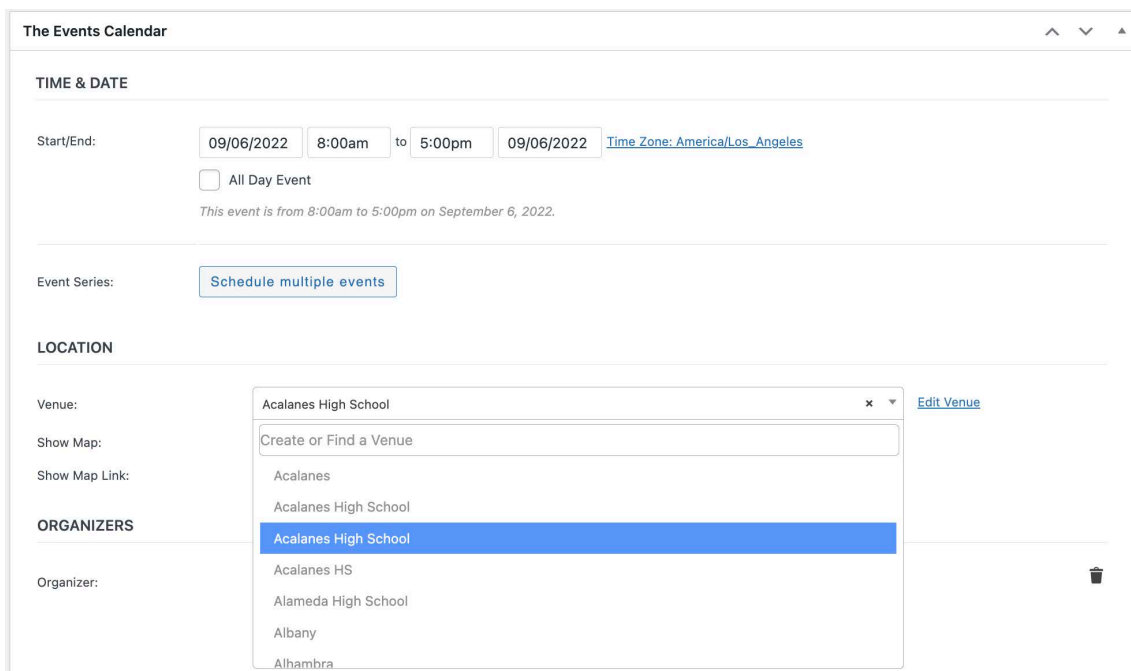 The Events Calendar
TIME & DATE
Start/End: 09/06/2022 8:00am to 5:00pm 09/06/2022 Time Zone: America/Los_Angeles
All Day Event
This event is from 8:00am to 5:00pm on September 6, 2022.
Event Series: Schedule multiple events
LOCATION
Venue: Acalanes High School × Edit Venue
Create or Find a Venue
Show Map:
Acalanes
Show Map Link:
Acalanes High School
ORGANIZERS
Acalanes High School
Acalanes HS
Organizer:
Alameda High School
Albany
Alhambra